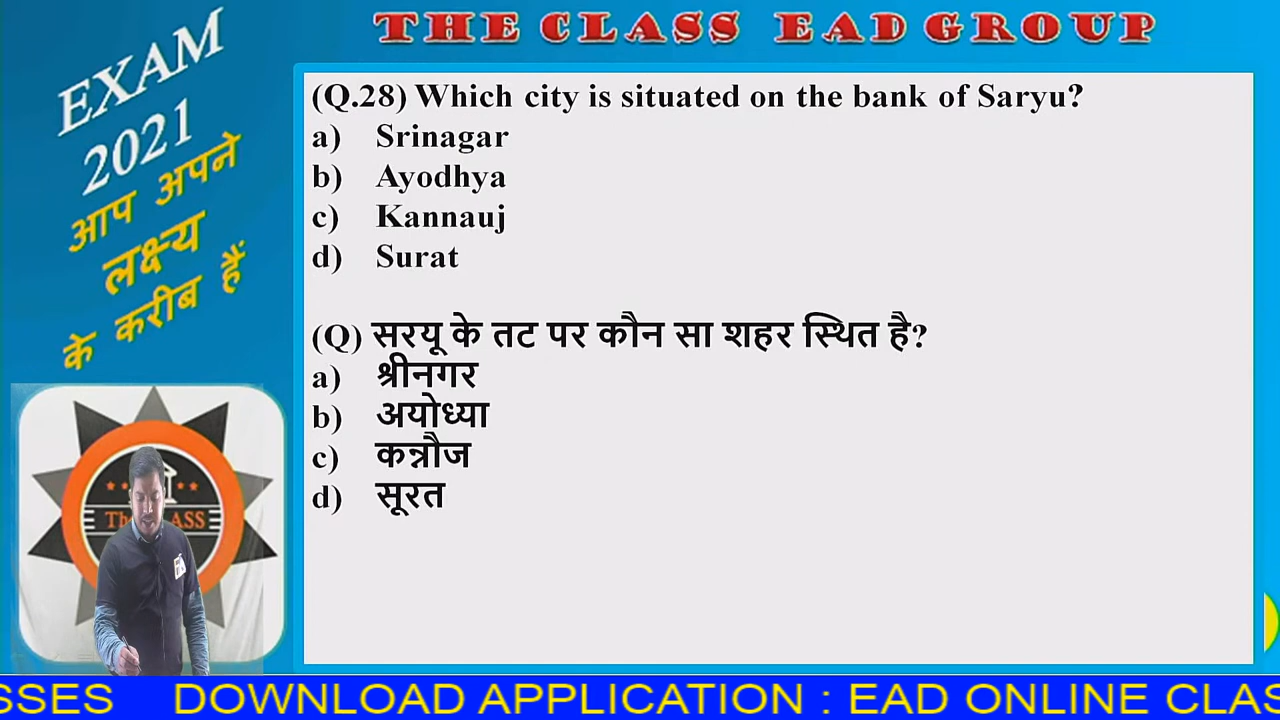 THE CLASS EAD GROUP
EXAM
2021
आप अपने
लक्ष्य
के करीब हैं
(Q.28) Which city is situated on the bank of Saryu?
a) Srinagar
b) Ayodhya
c) Kannauj
d) Surat
(Q) सरयू के तट पर कौन सा शहर स्थित है?
a) श्रीनगर
b) अयोध्या
c) कन्नौज
d) सूरत
SSES DOWNLOAD APPLICATION : EAD ONLINE CLAS